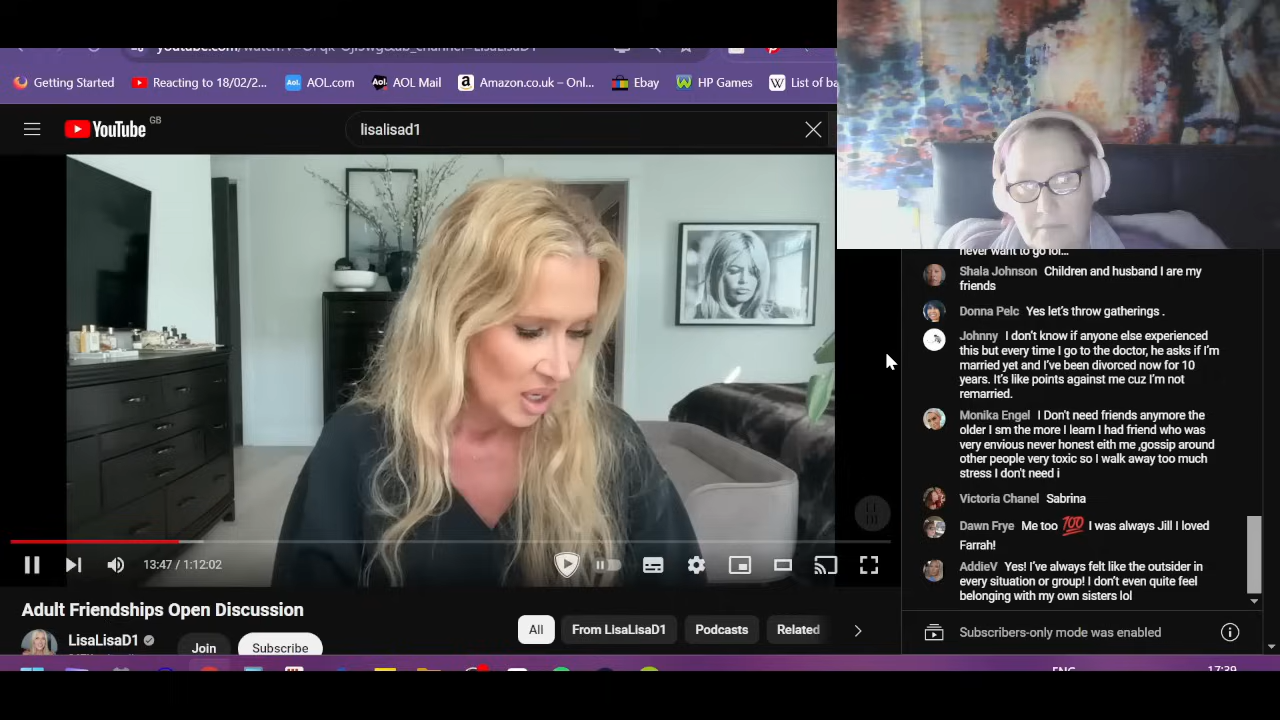 Getting Started
Reacting to 18/02/2...
AOL.com
AOL Mail
Amazon.co.uk – Onl...
Ebay
HP Games
List of ba
YouTube GB
lisalisad1
never want to go lol...
Shala Johnson Children and husband I are my
friends
Donna Pelc Yes let's throw gatherings .
Johnny I don't know if anyone else experienced
this but every time I go to the doctor, he asks if I'm
married yet and I've been divorced now for 10
years. It's like points against me cuz I'm not
remarried.
Monika Engel I Don't need friends anymore the
older I sm the more I learn I had friend who was
very envious never honest eith me ,gossip around
other people very toxic so I walk away too much
stress I don't need i
Victoria Chanel Sabrina
Dawn Frye Me too 💯 I was always Jill I loved
Farrah!
AddieV Yes! I've always felt like the outsider in
every situation or group! I don't even quite feel
belonging with my own sisters lol
Subscribers-only mode was enabled
13:47 / 1:12:02
Adult Friendships Open Discussion
LisaLisaD1
Join
Subscribe
All
From LisaLisaD1
Podcasts
Related
ENG
17:39